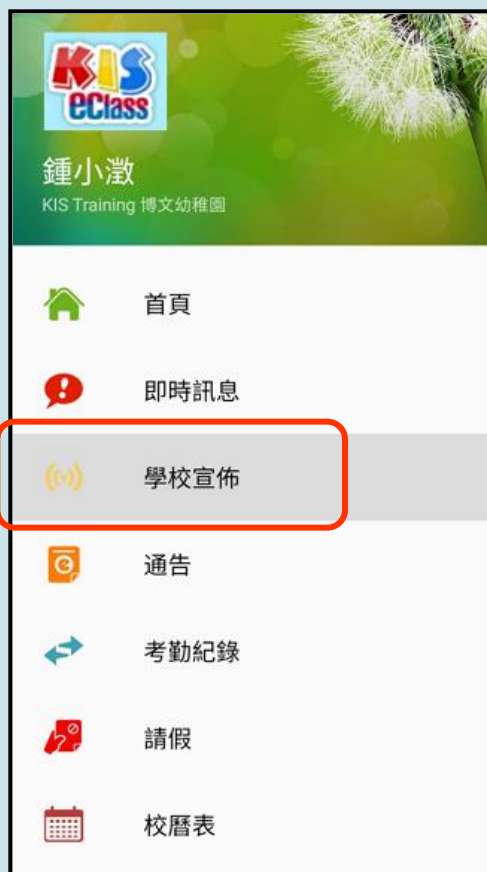 KIS
eClass
鍾小澂
KIS Training 博文幼稚園
首頁
即時訊息
學校宣佈
通告
考勤紀錄
請假
校曆表